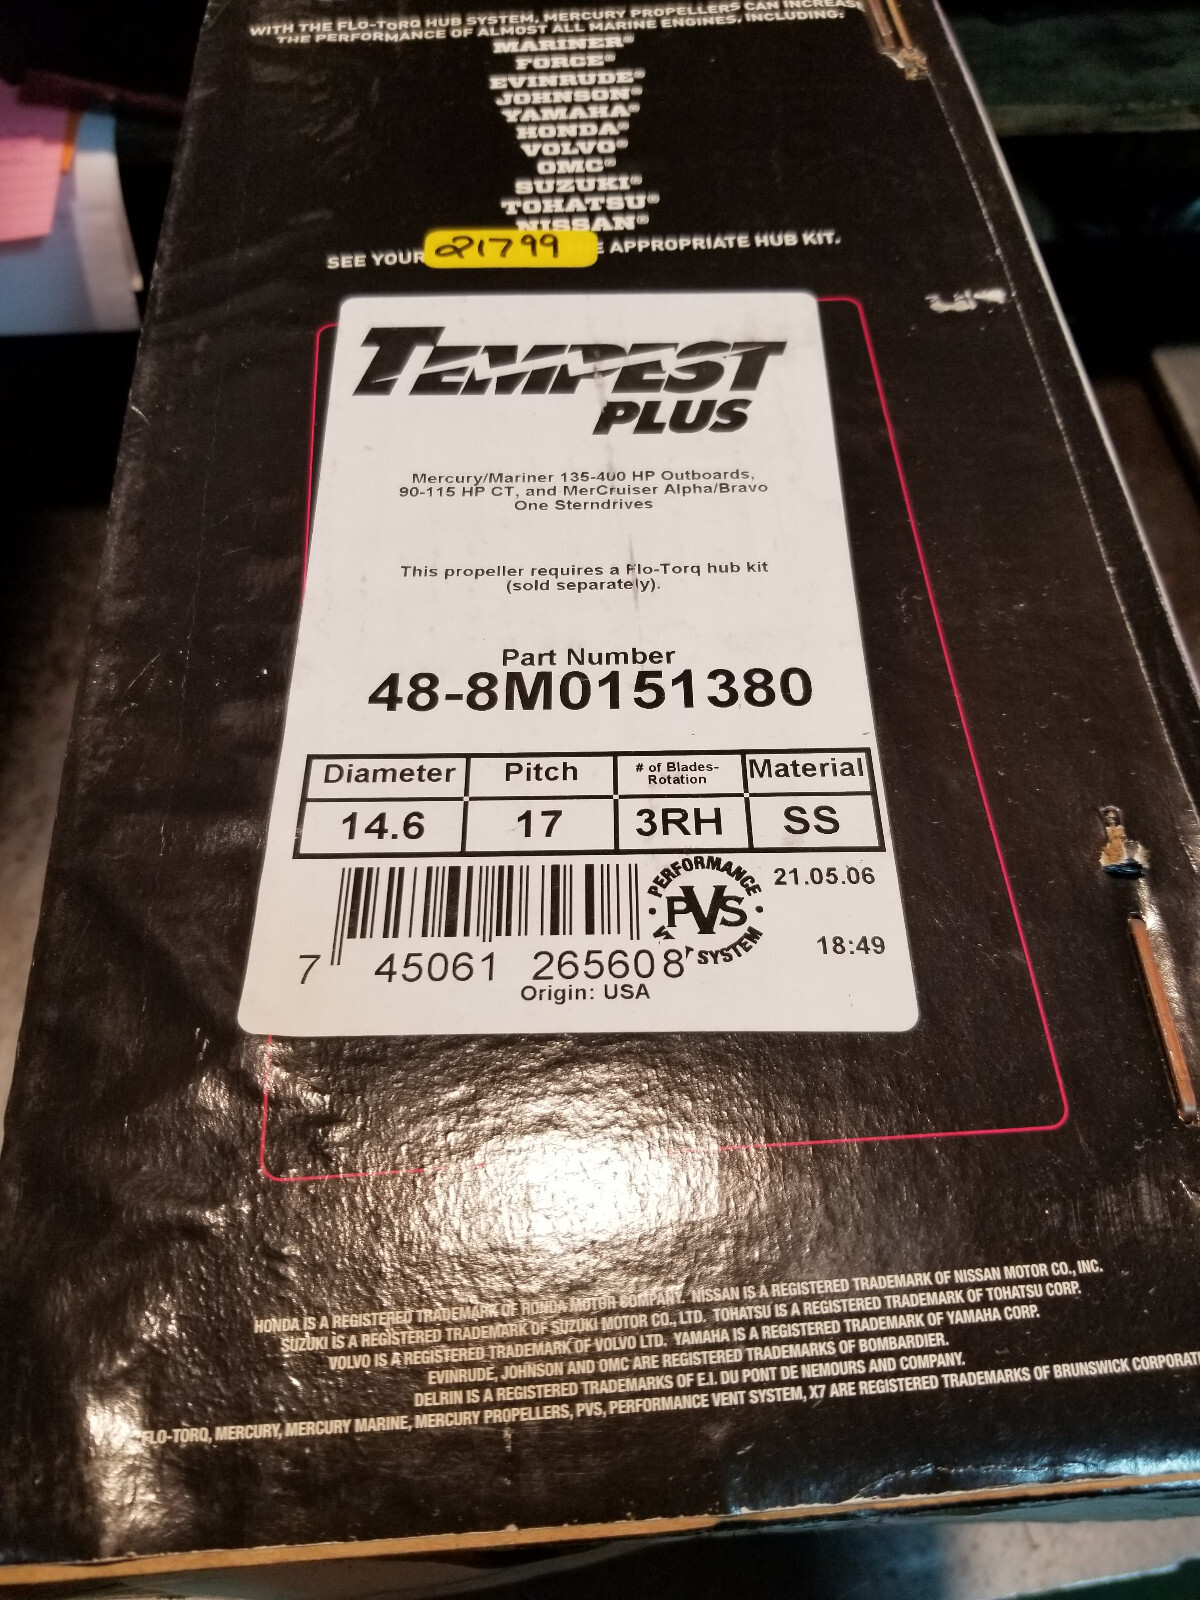 WITH THE FLO-TORQ HUB SYSTEM, MERCURY PROPELLERS CAN INCREASE
THE PERFORMANCE OF ALMOST ALL MARINE ENGINES, INCLUDING:
MARINER®
FORCE®
EVINRUDE®
JOHNSON®
YAMAHA®
HONDA®
VOLVO®
OMC®
SUZUKI®
TOHATSU®
NISSAN®
SEE YOUR APPROPRIATE HUB KIT.
21799
TEMPEST
PLUS
Mercury/Mariner 135-400 HP Outboards,
90-115 HP CT, and MerCruiser Alpha/Bravo
One Sterndrives
This propeller requires a Flo-Torq hub kit
(sold separately).
Part Number
48-8M0151380
Diameter Pitch # of Blades- Material
Rotation
14.6 17 3RH SS
PERFORMANCE
PVS
SYSTEM
21.05.06
18:49
7 45061 265608
Origin: USA
HONDA IS A REGISTERED TRADEMARK OF HONDA MOTOR COMPANY. NISSAN IS A REGISTERED TRADEMARK OF NISSAN MOTOR CO., INC.
SUZUKI IS A REGISTERED TRADEMARK OF SUZUKI MOTOR CO., LTD. TOHATSU IS A REGISTERED TRADEMARK OF TOHATSU CORP.
VOLVO IS A REGISTERED TRADEMARK OF VOLVO LTD. YAMAHA IS A REGISTERED TRADEMARK OF YAMAHA CORP.
EVINRUDE, JOHNSON AND OMC ARE REGISTERED TRADEMARKS OF BOMBARDIER.
DELRIN IS A REGISTERED TRADEMARKS OF E.I. DU PONT DE NEMOURS AND COMPANY.
FLO-TORQ, MERCURY, MERCURY MARINE, MERCURY PROPELLERS, PVS, PERFORMANCE VENT SYSTEM, X7 ARE REGISTERED TRADEMARKS OF BRUNSWICK CORPORAT